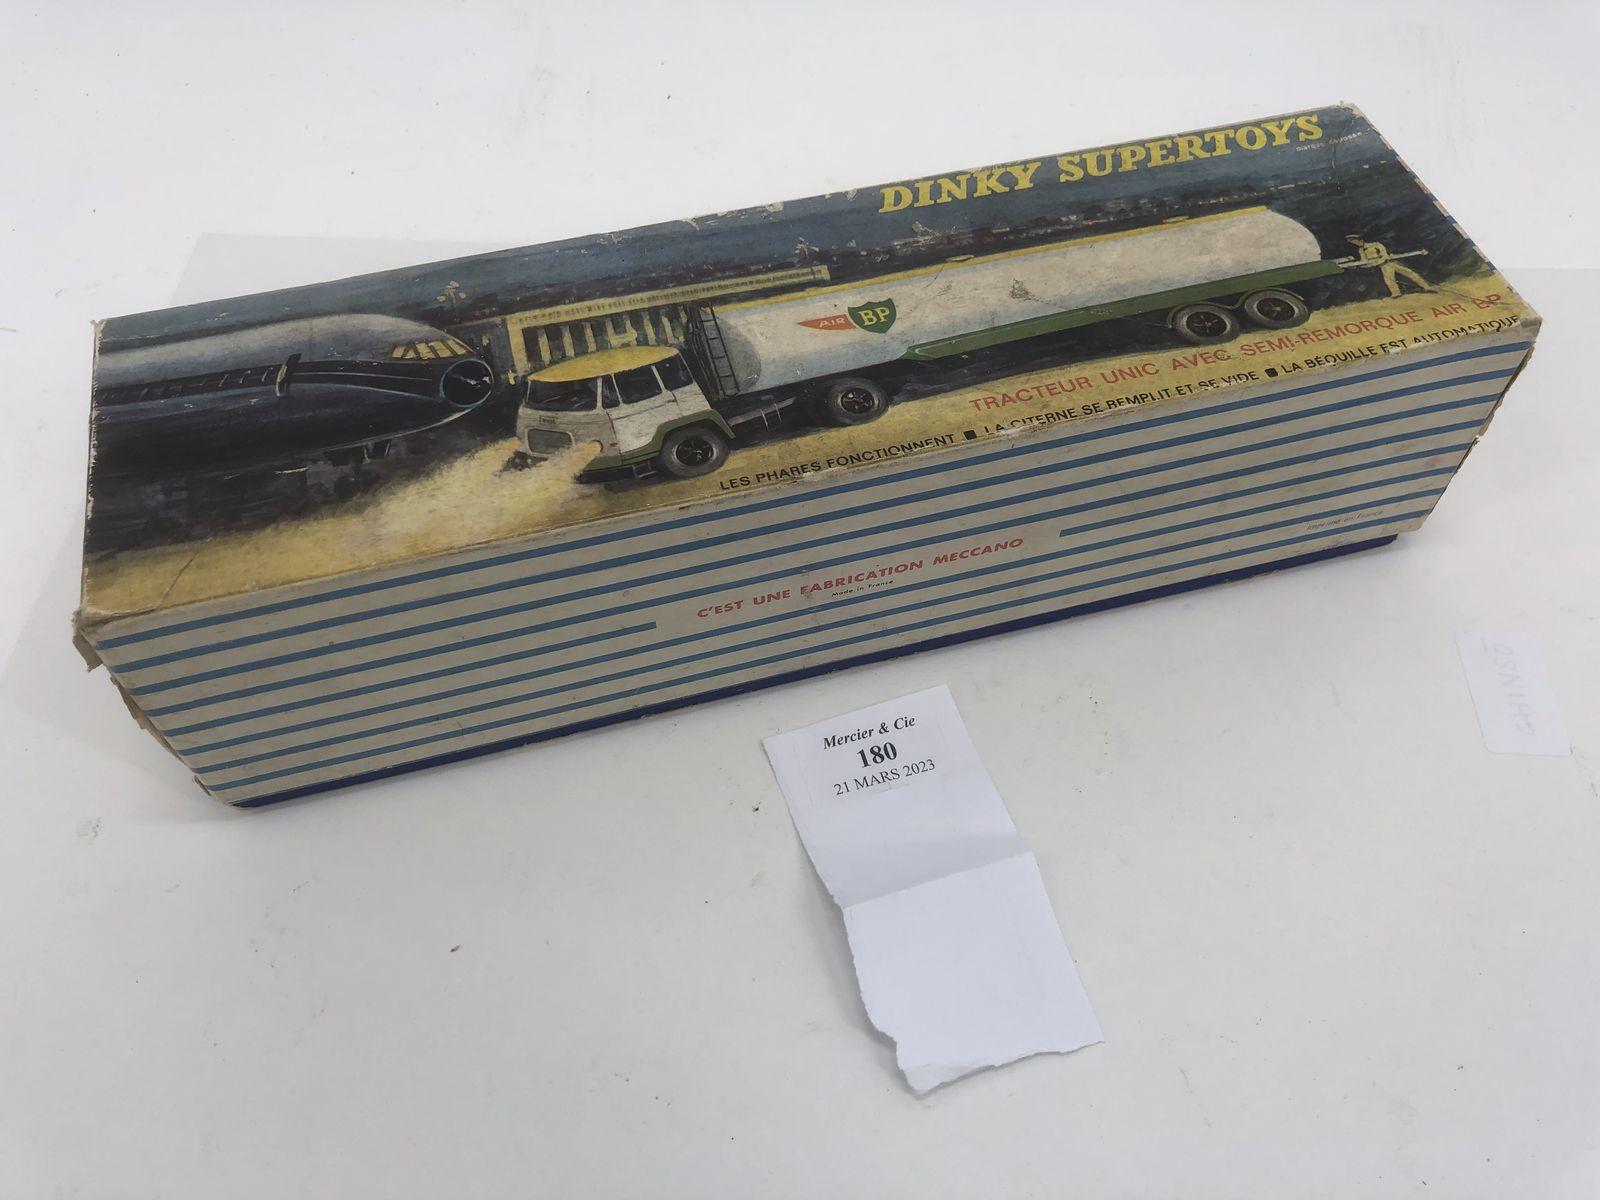 DINKY SUPERTOYS
AIR BP
TRACTEUR UNIC AVEC SEMI-REMORQUE AIR BP
LES PHARES FONCTIONNENT ■ LA CITERNE SE REMPLIT ET SE VIDE ■ LA BÉQUILLE EST AUTOMATIQUE
C'EST UNE FABRICATION MECCANO
Made in France
Imprimé en France
Mercier & Cie
180
21 MARS 2023